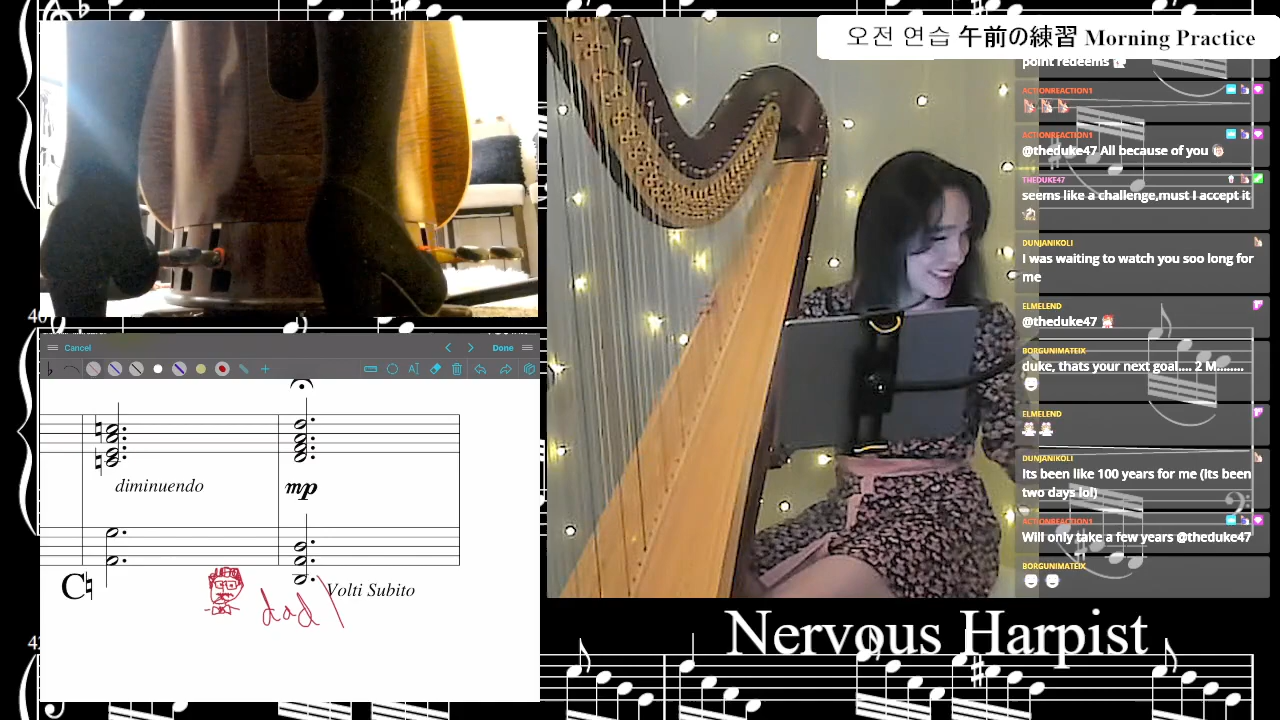 오전 연습 午前の練習 Morning Practice
point redeems
ACTIONREACTION1
ACTIONREACTION1
@theduke47 All because of you
THEDUKE47
seems like a challenge,must I accept it
DUNJANIKOLI
I was waiting to watch you soo long for
me
ELMELEND
@theduke47
BORGUNIMATEIX
duke, thats your next goal.... 2 M........
ELMELEND
DUNJANIKOLI
Its been like 100 years for me (its been
two days lol)
ACTIONREACTION1
Will only take a few years @theduke47
BORGUNIMATEIX
Cancel
Done
diminuendo
mp
C♮
dad
Volti Subito
Nervous Harpist